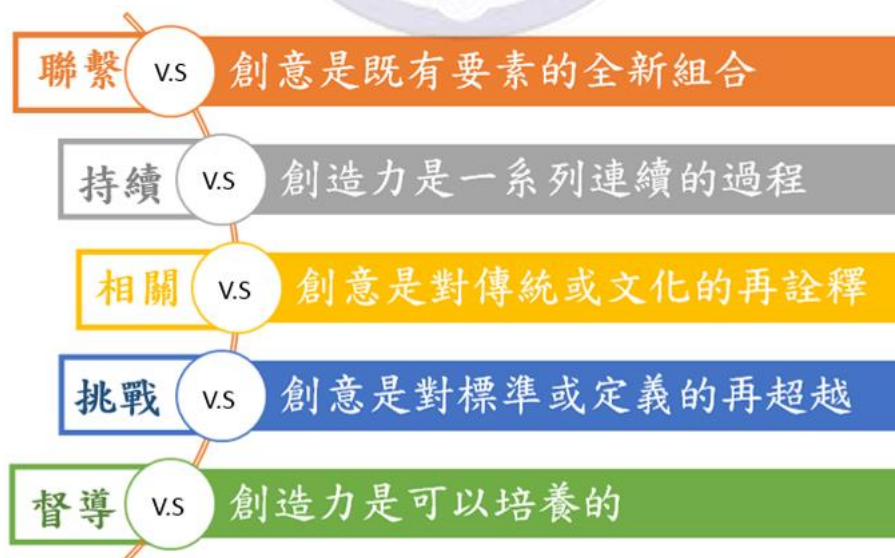 聯繫 V.S 創意是既有要素的全新組合
持續 V.S 創造力是一系列連續的過程
相關 V.S 創意是對傳統或文化的再詮釋
挑戰 V.S 創意是對標準或定義的再超越
督導 V.S 創造力是可以培養的